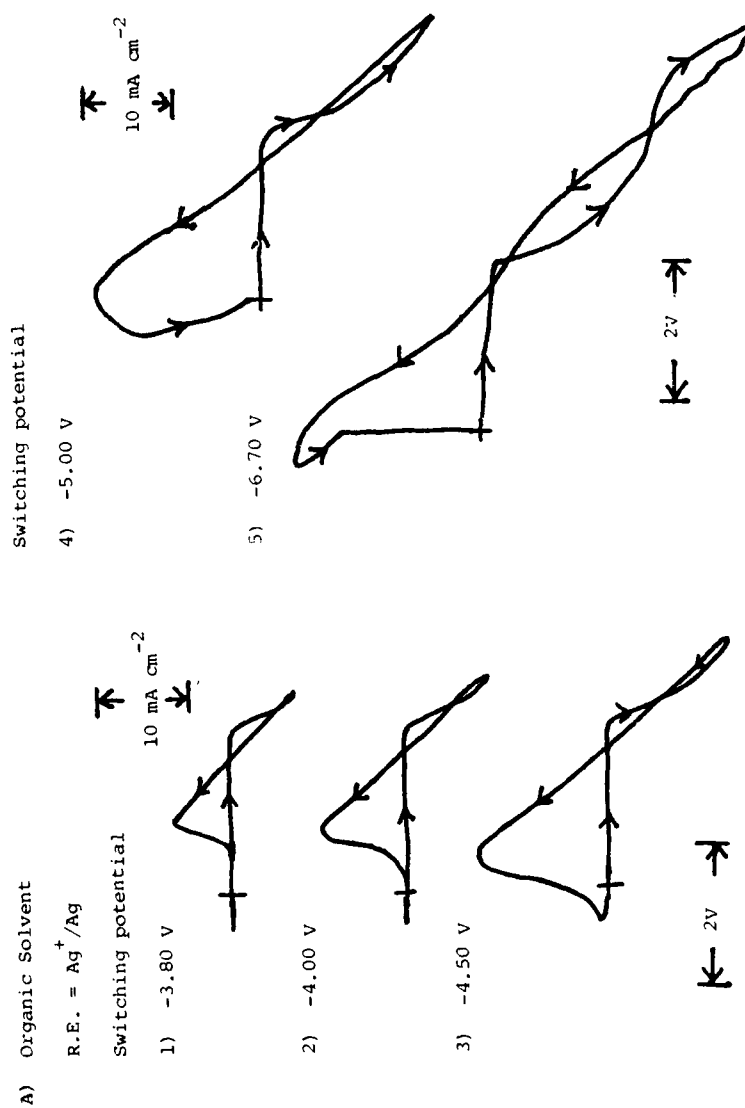 A) Organic Solvent
R.E. = Ag⁺/Ag
Switching potential
10 mA cm⁻²
1) -3.80 V
2) -4.00 V
3) -4.50 V
2V
Switching potential
10 mA cm⁻²
4) -5.00 V
5) -6.70 V
2V